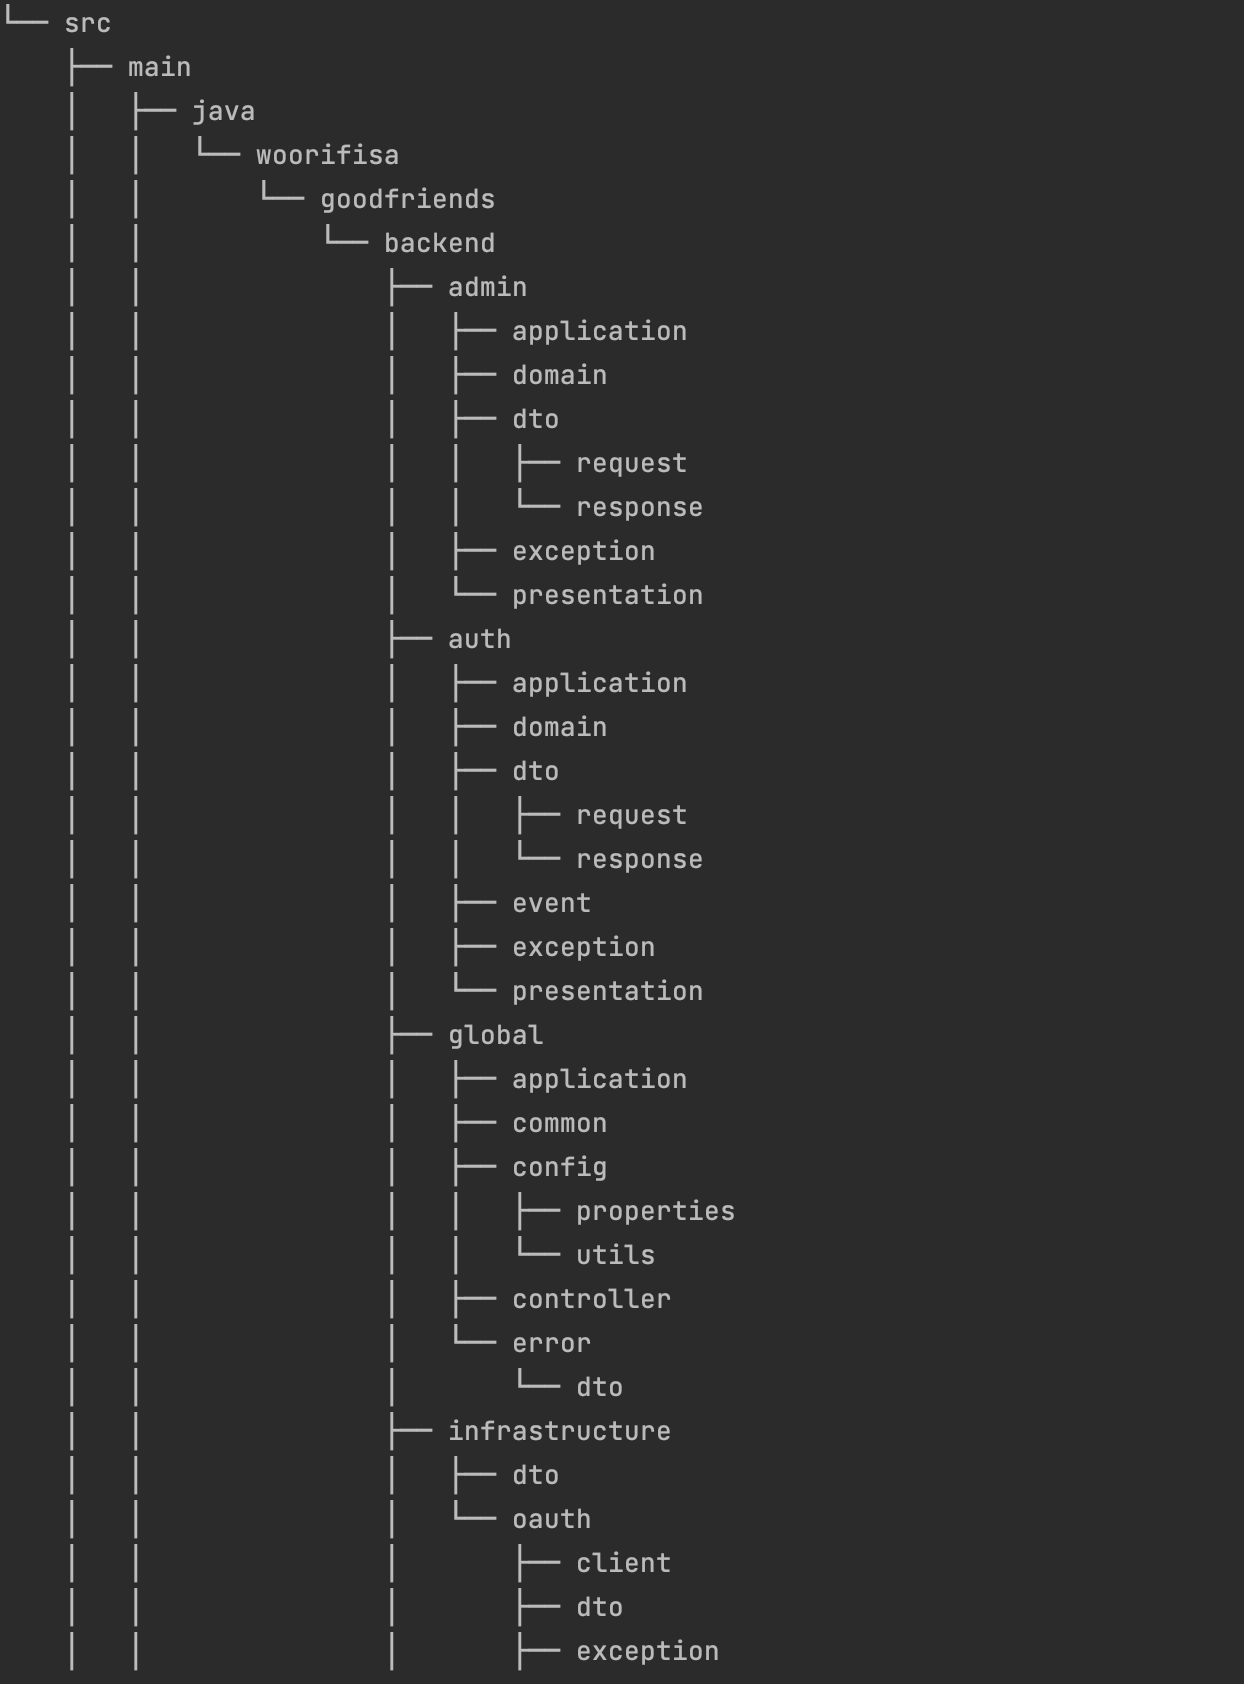 └── src
    ├── main
    │   ├── java
    │   │   └── woorifisa
    │   │       └── goodfriends
    │   │           └── backend
    │   │               ├── admin
    │   │               │   ├── application
    │   │               │   ├── domain
    │   │               │   ├── dto
    │   │               │   │   ├── request
    │   │               │   │   └── response
    │   │               │   ├── exception
    │   │               │   └── presentation
    │   │               ├── auth
    │   │               │   ├── application
    │   │               │   ├── domain
    │   │               │   ├── dto
    │   │               │   │   ├── request
    │   │               │   │   └── response
    │   │               │   ├── event
    │   │               │   ├── exception
    │   │               │   └── presentation
    │   │               ├── global
    │   │               │   ├── application
    │   │               │   ├── common
    │   │               │   ├── config
    │   │               │   │   ├── properties
    │   │               │   │   └── utils
    │   │               │   ├── controller
    │   │               │   └── error
    │   │               │       └── dto
    │   │               ├── infrastructure
    │   │               │   ├── dto
    │   │               │   └── oauth
    │   │               │       ├── client
    │   │               │       ├── dto
    │   │               │       ├── exception